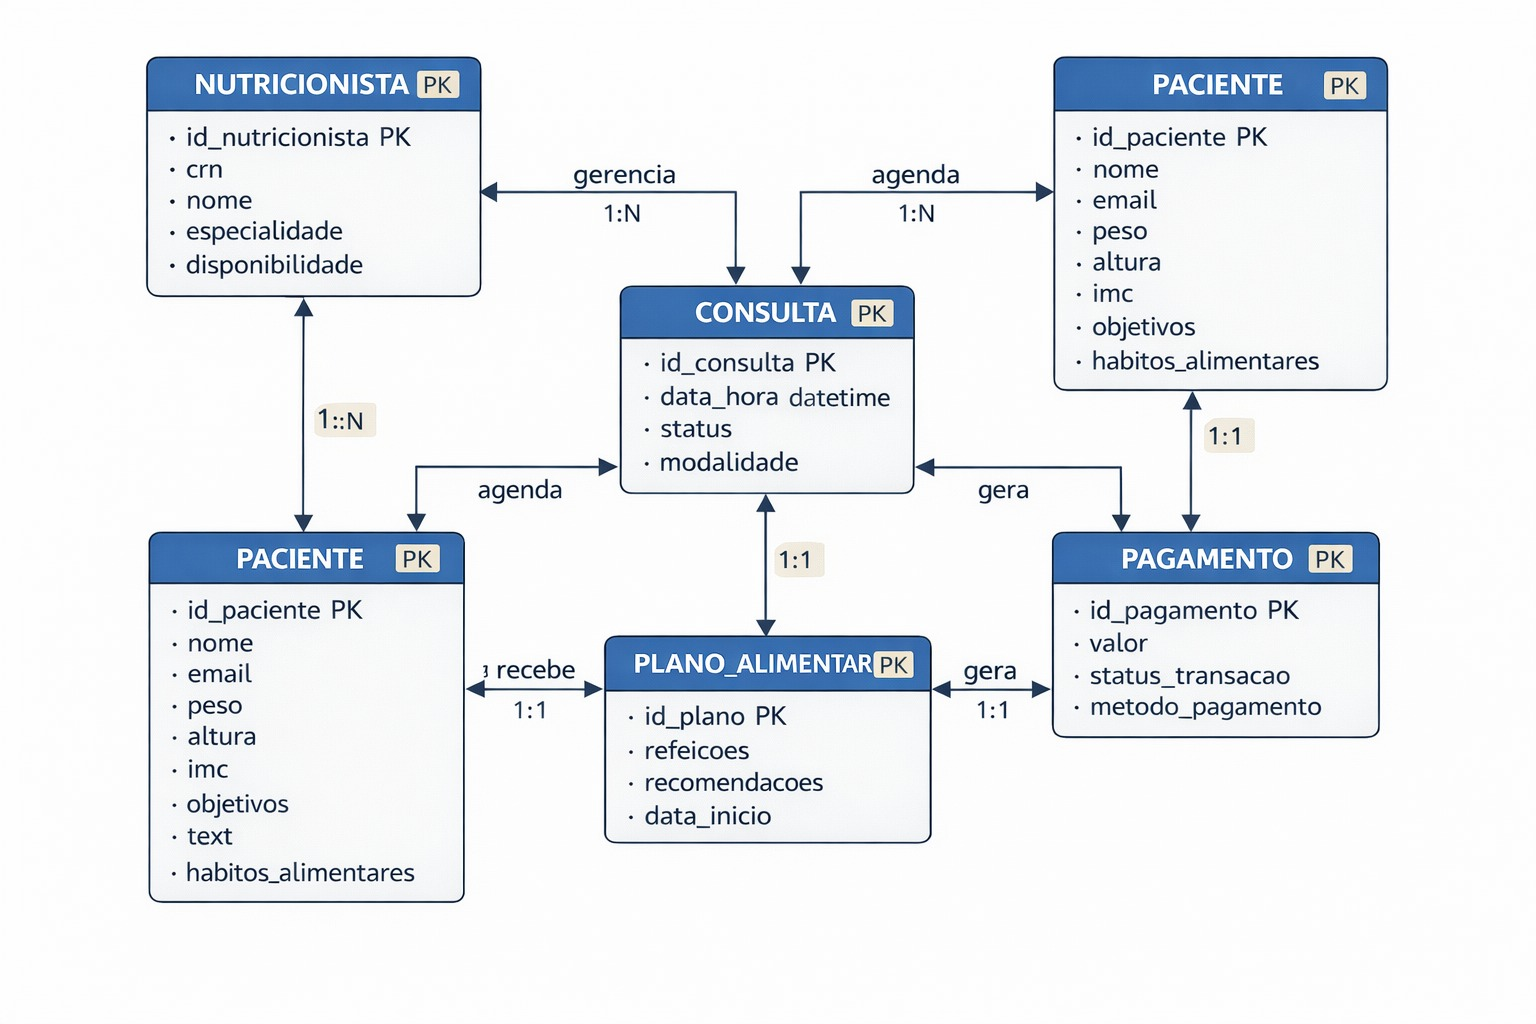 NUTRICIONISTA PK
· id_nutricionista PK
· crn
· nome
· especialidade
· disponibilidade
gerencia
1:N
agenda
1:N
PACIENTE PK
· id_paciente PK
· nome
· email
· peso
· altura
· imc
· objetivos
· habitos_alimentares
CONSULTA PK
· id_consulta PK
· data_hora datetime
· status
· modalidade
1::N
1:1
agenda
gera
1:1
PACIENTE PK
· id_paciente PK
· nome
· email
· peso
· altura
· imc
· objetivos
· text
· habitos_alimentares
recebe
1:1
PLANO_ALIMENTAR PK
· id_plano PK
· refeicoes
· recomendacoes
· data_inicio
gera
1:1
PAGAMENTO PK
· id_pagamento PK
· valor
· status_transacao
· metodo_pagamento